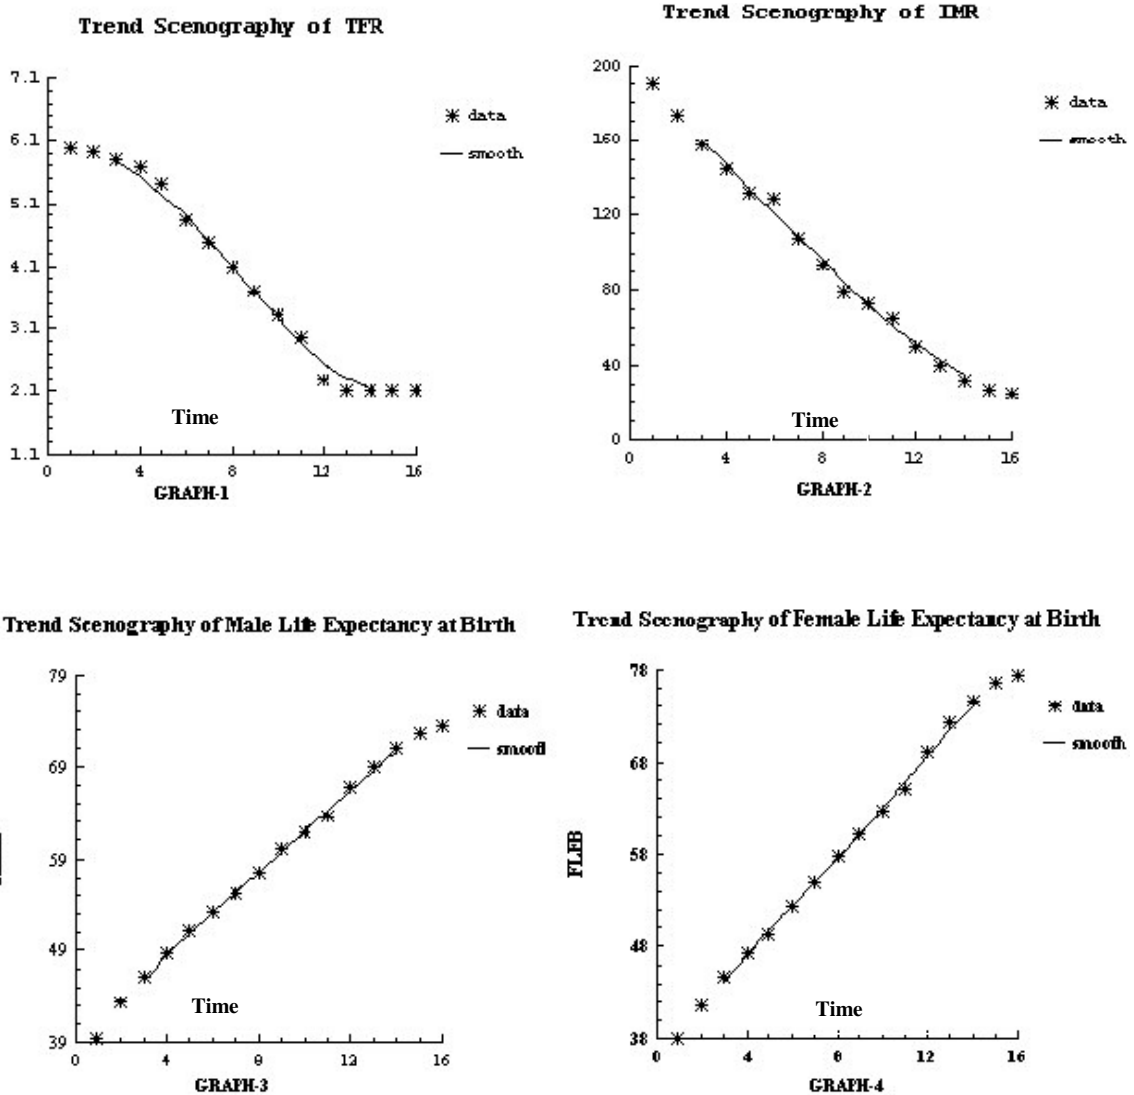 Trend Scenography of TFR
7.1
6.1
5.1
4.1
3.1
2.1
1.1
data
smooth
Time
0 4 8 12 16
GRAPH-1
Trend Scenography of IMR
200
160
120
80
40
0
data
smooth
Time
0 4 8 12 16
GRAPH-2
Trend Scenography of Male Life Expectancy at Birth
79
69
59
49
39
data
smooth
Time
0 4 8 12 16
GRAPH-3
Trend Scenography of Female Life Expectancy at Birth
78
68
58
48
38
FLEB
data
smooth
Time
0 4 8 12 16
GRAPH-4